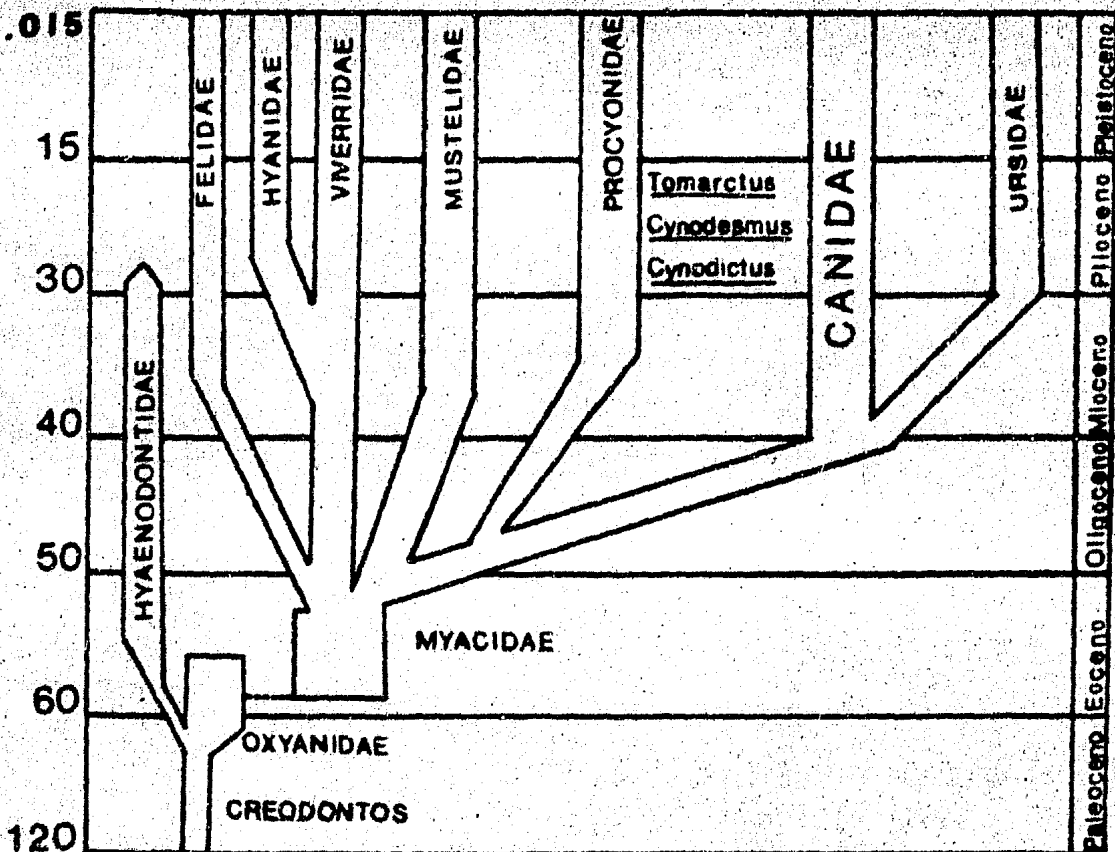 .015
15
30
40
50
60
120
FELIDAE
HYANIDAE
VIVERRIDAE
MUSTELIDAE
PROCYONIDAE
Tomarctus
Cynodesmus
Cynodictus
CANIDAE
URSIDAE
HYAENODONTIDAE
MYACIDAE
OXYANIDAE
CREODONTOS
Pleistoceno
Plioceno
Mioceno
Oligoceno
Eoceno
Paleoceno